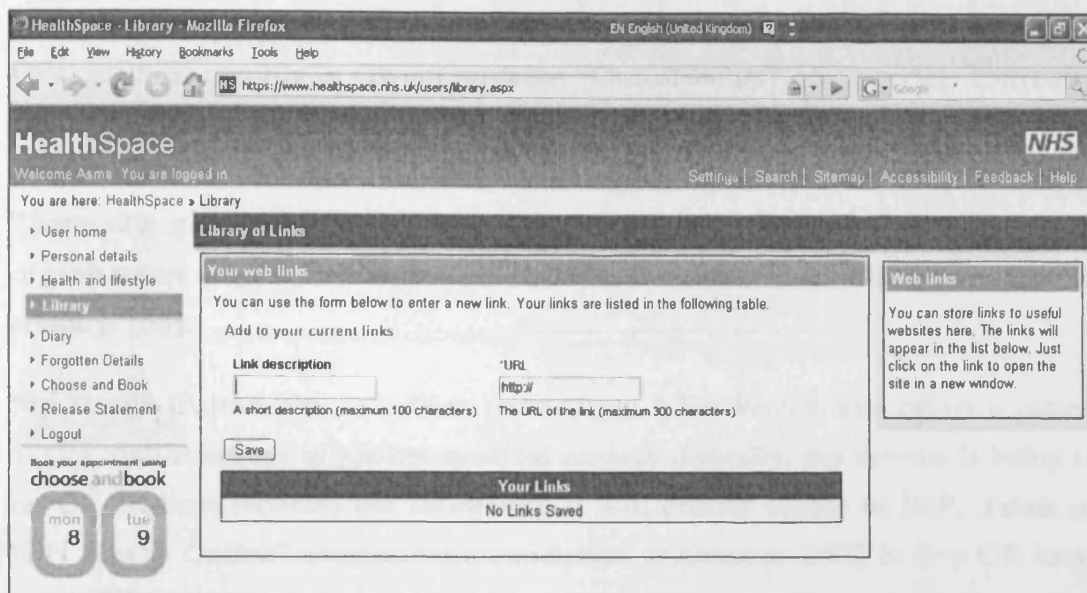 HealthSpace - Library - Mozilla Firefox
EN English (United Kingdom)
File Edit View History Bookmarks Tools Help
HS https://www.healthspace.nhs.uk/users/library.aspx
G Google
HealthSpace
NHS
Welcome Asma You are logged in
Settings | Search | Sitemap | Accessibility | Feedback | Help
You are here: HealthSpace » Library
User home
Personal details
Health and lifestyle
Library
Diary
Forgotten Details
Choose and Book
Release Statement
Logout
Book your appointment using
choose and book
mon
8
tue
9
Library of Links
Your web links
You can use the form below to enter a new link. Your links are listed in the following table.
Add to your current links
Link description
*URL
http://
A short description (maximum 100 characters)
The URL of the link (maximum 300 characters)
Save
Your Links
No Links Saved
Web links
You can store links to useful
websites here. The links will
appear in the list below. Just
click on the link to open the
site in a new window.